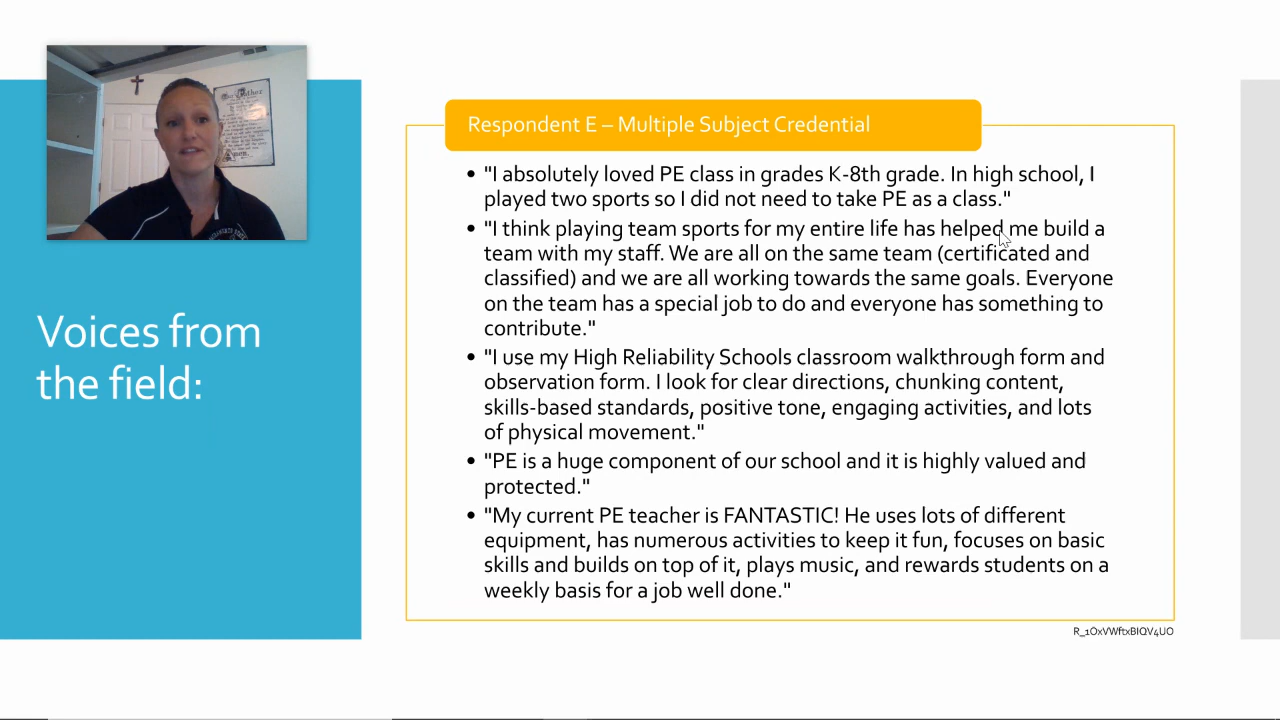 Our Father
Amen.
Voices from
the field:
Respondent E – Multiple Subject Credential
• "I absolutely loved PE class in grades K-8th grade. In high school, I
played two sports so I did not need to take PE as a class."
• "I think playing team sports for my entire life has helped me build a
team with my staff. We are all on the same team (certificated and
classified) and we are all working towards the same goals. Everyone
on the team has a special job to do and everyone has something to
contribute."
• "I use my High Reliability Schools classroom walkthrough form and
observation form. I look for clear directions, chunking content,
skills-based standards, positive tone, engaging activities, and lots
of physical movement."
• "PE is a huge component of our school and it is highly valued and
protected."
• "My current PE teacher is FANTASTIC! He uses lots of different
equipment, has numerous activities to keep it fun, focuses on basic
skills and builds on top of it, plays music, and rewards students on a
weekly basis for a job well done."
R_1OxVWftxBIQV4UO